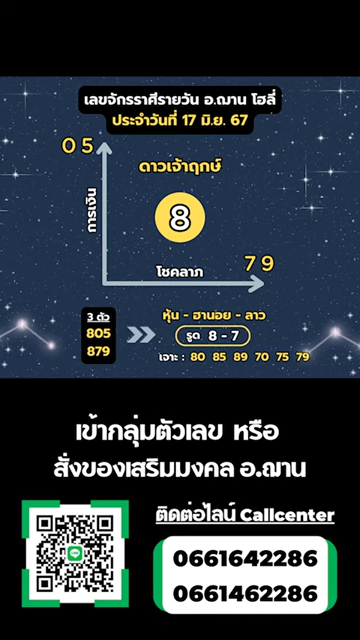 เลขจักรราศีรายวัน อ.ฌาน โฮลี่
ประจำวันที่ 17 มิ.ย. 67
0 5
ดาวเจ้าฤกษ์
การเงิน
8
โชคลาภ
7 9
3 ตัว
805
879
หุ้น - ฮานอย - ลาว
รูด 8 - 7
เจาะ : 80 85 89 70 75 79
เข้ากลุ่มตัวเลข หรือ
สั่งของเสริมมงคล อ.ฌาน
ติดต่อไลน์ Callcenter
0661642286
0661462286